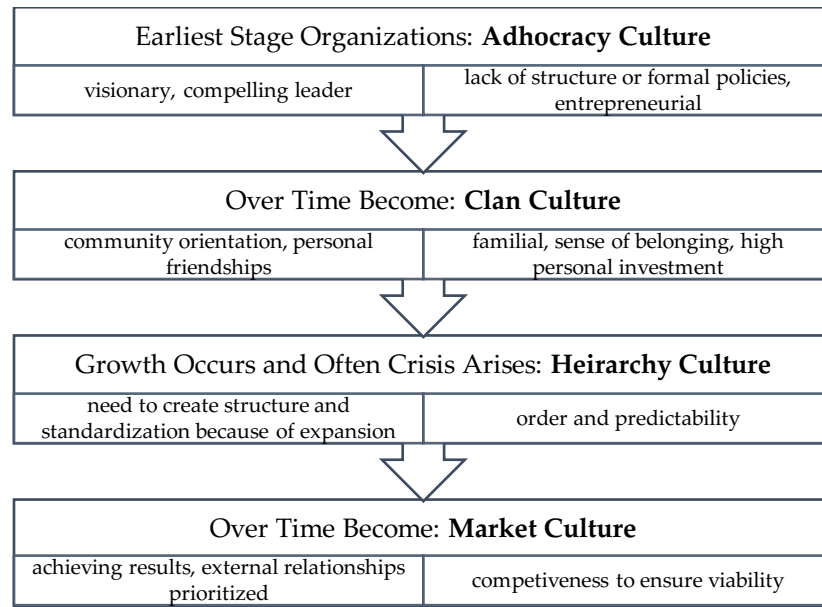 Earliest Stage Organizations: Adhocracy Culture
visionary, compelling leader
lack of structure or formal policies,
entrepreneurial
Over Time Become: Clan Culture
community orientation, personal
friendships
familial, sense of belonging, high
personal investment
Growth Occurs and Often Crisis Arises: Heirarchy Culture
need to create structure and
standardization because of expansion
order and predictability
Over Time Become: Market Culture
achieving results, external relationships
prioritized
competiveness to ensure viability